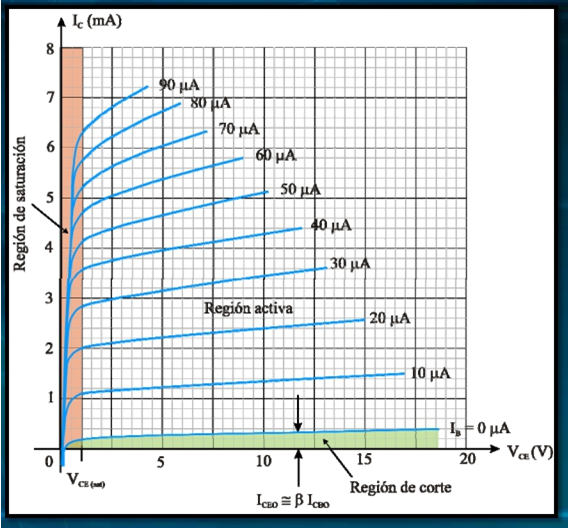 I_C (mA)
8
7
6
5
4
3
2
1
0
Región de saturación
90 μA
80 μA
70 μA
60 μA
50 μA
40 μA
30 μA
Región activa
20 μA
10 μA
I_B = 0 μA
V_CE (V)
5
10
15
20
V_CE (sat)
I_CEO ≅ β I_CBO
Región de corte